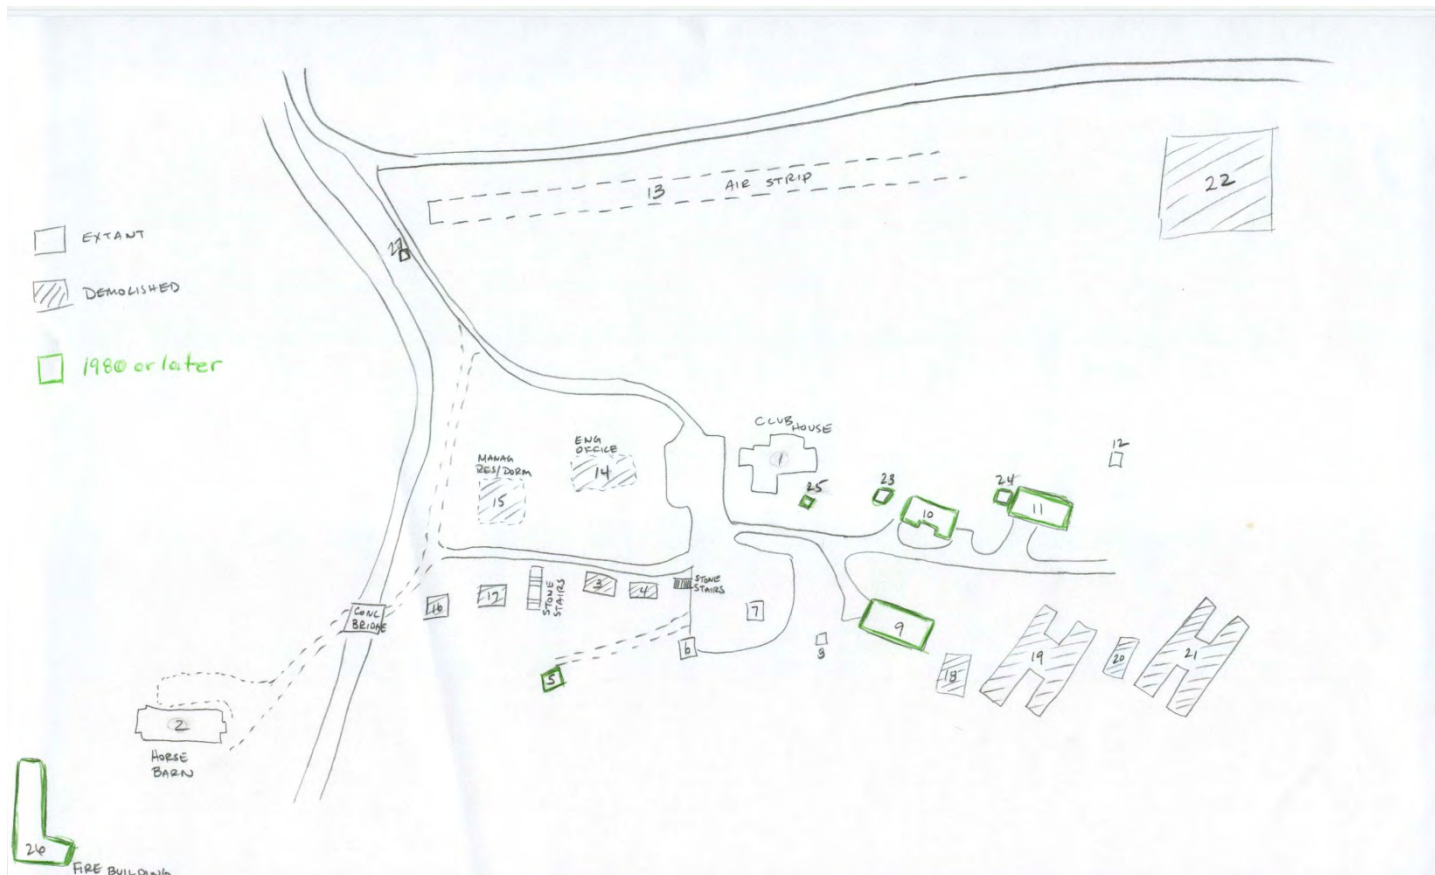 22
13 AIR STRIP
EXTANT
27
DEMOLISHED
1980 or later
CLUB
HOUSE
1
ENG
OFFICE
14
MANAG
RES/DORM
15
12
25
23
24
10
11
16
17
STONE
STAIRS
3
4
STONE
STAIRS
7
CONC
BRIDGE
6
8
9
5
18
19
20
21
2
HORSE
BARN
26
FIRE BUILDING